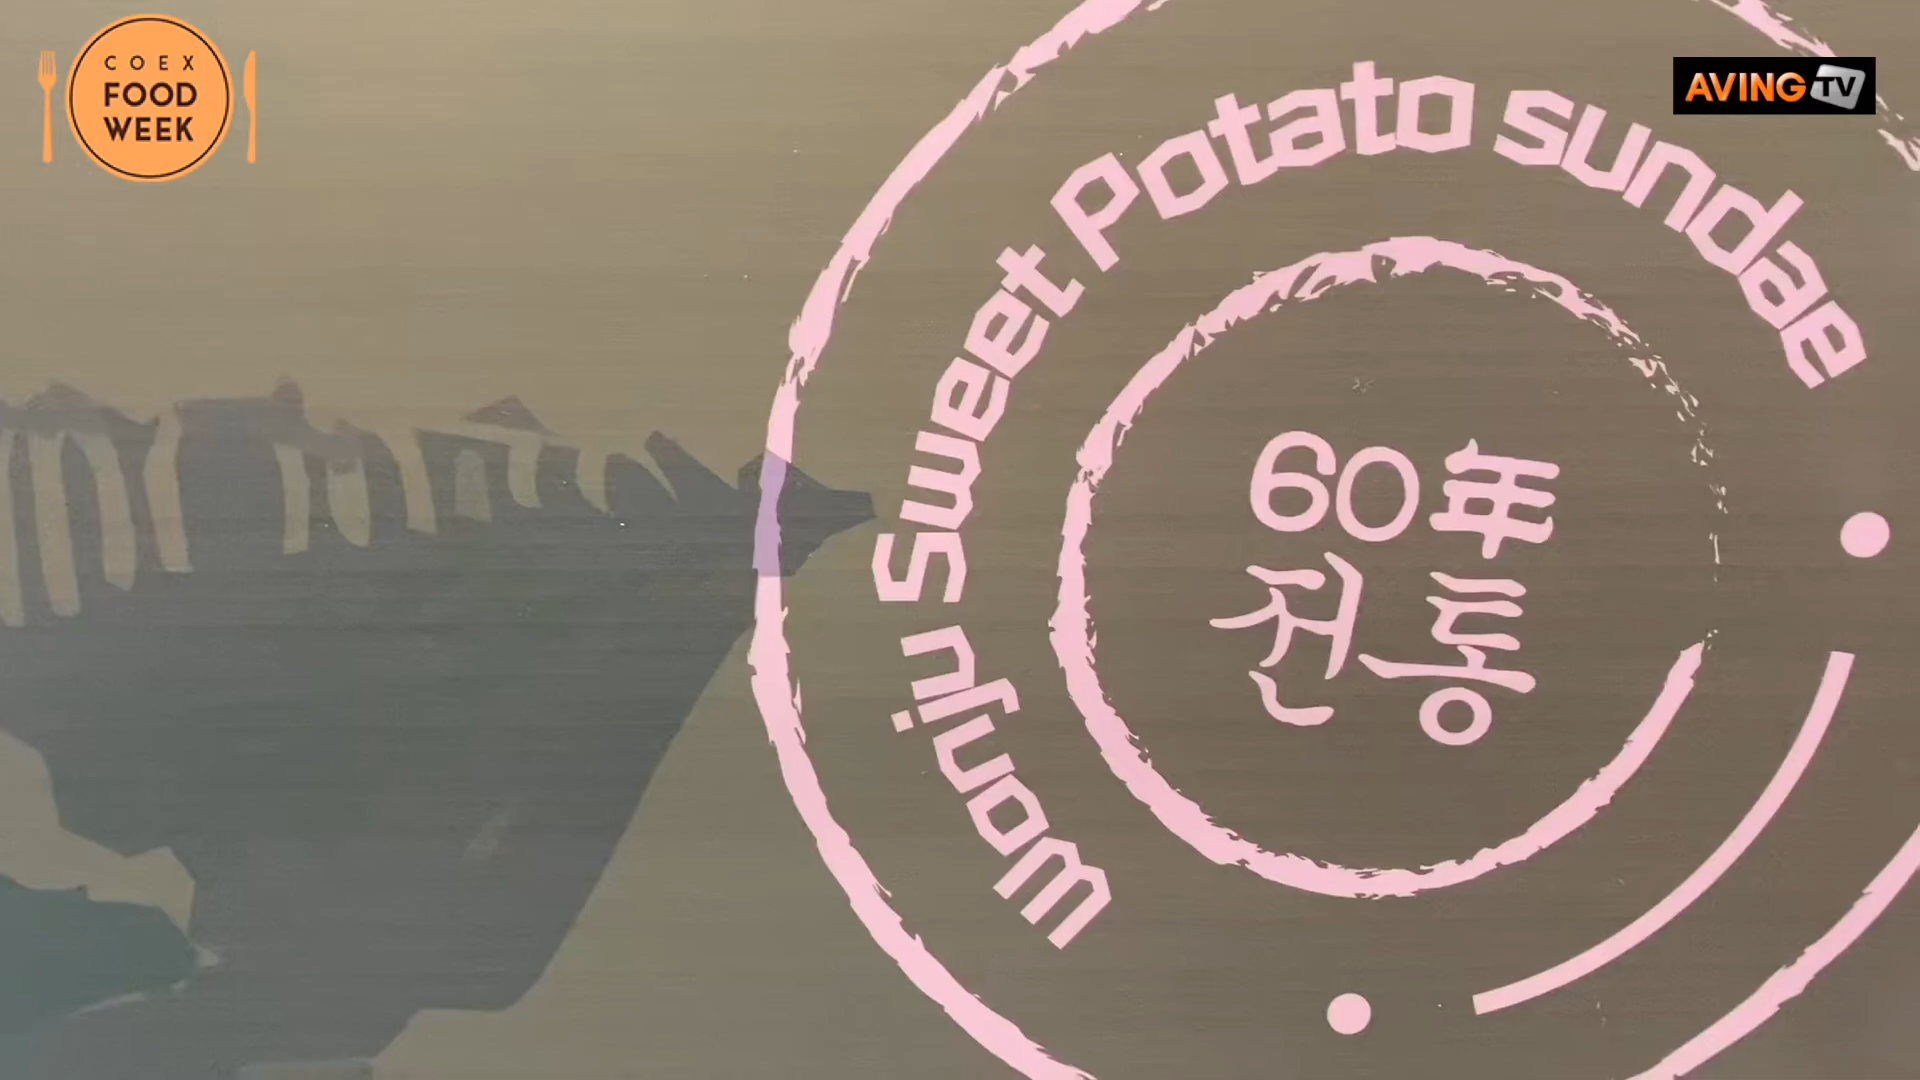 COEX
FOOD
WEEK
AVING TV
Wonju Sweet Potato sundae
60年
전통